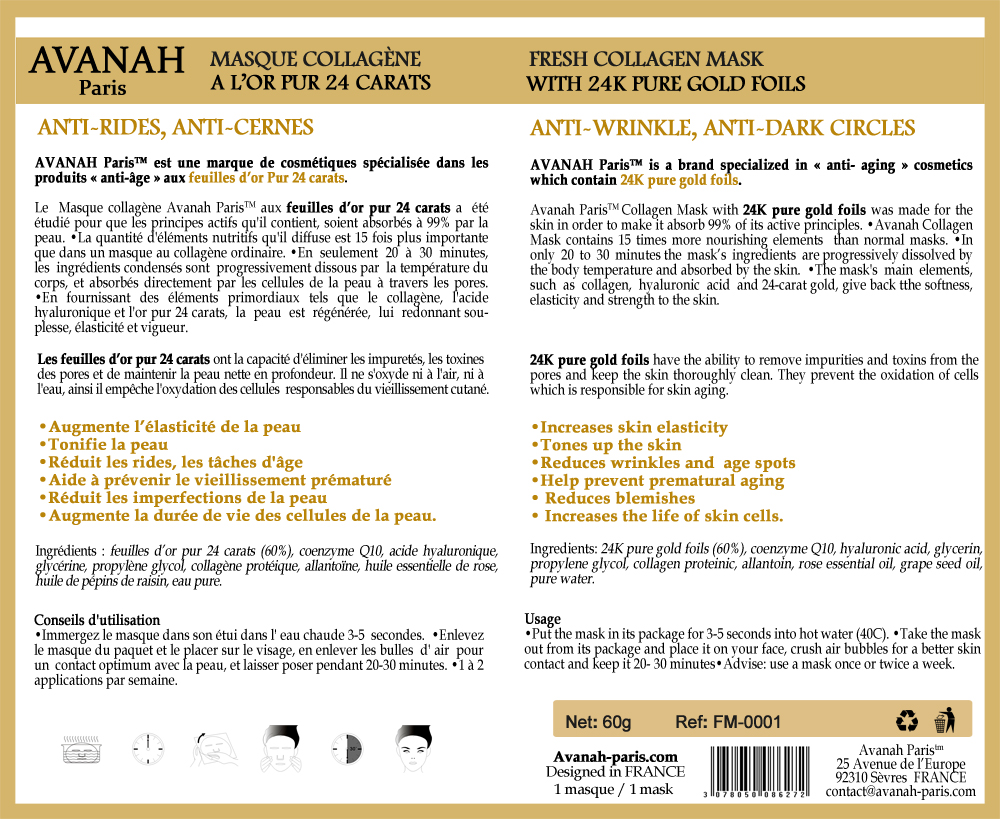 AVANAH
Paris
MASQUE COLLAGÈNE
A L'OR PUR 24 CARATS
ANTI-RIDES, ANTI-CERNES
AVANAH Paris™ est une marque de cosmétiques spécialisée dans les
produits « anti-âge » aux feuilles d'or Pur 24 carats.
Le Masque collagène Avanah Paris™ aux feuilles d'or pur 24 carats a été
étudié pour que les principes actifs qu'il contient, soient absorbés à 99% par la
peau. •La quantité d'éléments nutritifs qu'il diffuse est 15 fois plus importante
que dans un masque au collagène ordinaire. •En seulement 20 à 30 minutes,
les ingrédients condensés sont progressivement dissous par la température du
corps, et absorbés directement par les cellules de la peau à travers les pores.
•En fournissant des éléments primordiaux tels que le collagène, l'acide
hyaluronique et l'or pur 24 carats, la peau est régénérée, lui redonnant sou-
plesse, élasticité et vigueur.
Les feuilles d'or pur 24 carats ont la capacité d'éliminer les impuretés, les toxines
des pores et de maintenir la peau nette en profondeur. Il ne s'oxyde ni à l'air, ni à
l'eau, ainsi il empêche l'oxydation des cellules responsables du vieillissement cutané.
•Augmente l'élasticité de la peau
•Tonifie la peau
•Réduit les rides, les tâches d'âge
•Aide à prévenir le vieillissement prématuré
•Réduit les imperfections de la peau
•Augmente la durée de vie des cellules de la peau.
Ingrédients : feuilles d'or pur 24 carats (60%), coenzyme Q10, acide hyaluronique,
glycérine, propylène glycol, collagène protéique, allantoïne, huile essentielle de rose,
huile de pépins de raisin, eau pure.
Conseils d'utilisation
•Immergez le masque dans son étui dans l' eau chaude 3-5 secondes. •Enlevez
le masque du paquet et le placer sur le visage, en enlever les bulles d' air pour
un contact optimum avec la peau, et laisser poser pendant 20-30 minutes. •1 à 2
applications par semaine.
FRESH COLLAGEN MASK
WITH 24K PURE GOLD FOILS
ANTI-WRINKLE, ANTI-DARK CIRCLES
AVANAH Paris™ is a brand specialized in « anti- aging » cosmetics
which contain 24K pure gold foils.
Avanah Paris™ Collagen Mask with 24K pure gold foils was made for the
skin in order to make it absorb 99% of its active principles. •Avanah Collagen
Mask contains 15 times more nourishing elements than normal masks. •In
only 20 to 30 minutes the mask's ingredients are progressively dissolved by
the body temperature and absorbed by the skin. •The mask's main elements,
such as collagen, hyaluronic acid and 24-carat gold, give back tthe softness,
elasticity and strength to the skin.
24K pure gold foils have the ability to remove impurities and toxins from the
pores and keep the skin thoroughly clean. They prevent the oxidation of cells
which is responsible for skin aging.
•Increases skin elasticity
•Tones up the skin
•Reduces wrinkles and age spots
•Help prevent prematural aging
• Reduces blemishes
• Increases the life of skin cells.
Ingredients: 24K pure gold foils (60%), coenzyme Q10, hyaluronic acid, glycerin,
propylene glycol, collagen proteinic, allantoin, rose essential oil, grape seed oil,
pure water.
Usage
•Put the mask in its package for 3-5 seconds into hot water (40C). •Take the mask
out from its package and place it on your face, crush air bubbles for a better skin
contact and keep it 20- 30 minutes•Advise: use a mask once or twice a week.
Net: 60g Ref: FM-0001
Avanah-paris.com
Designed in FRANCE
1 masque / 1 mask
3 078050 086272
Avanah Paris™
25 Avenue de l'Europe
92310 Sèvres FRANCE
contact@avanah-paris.com